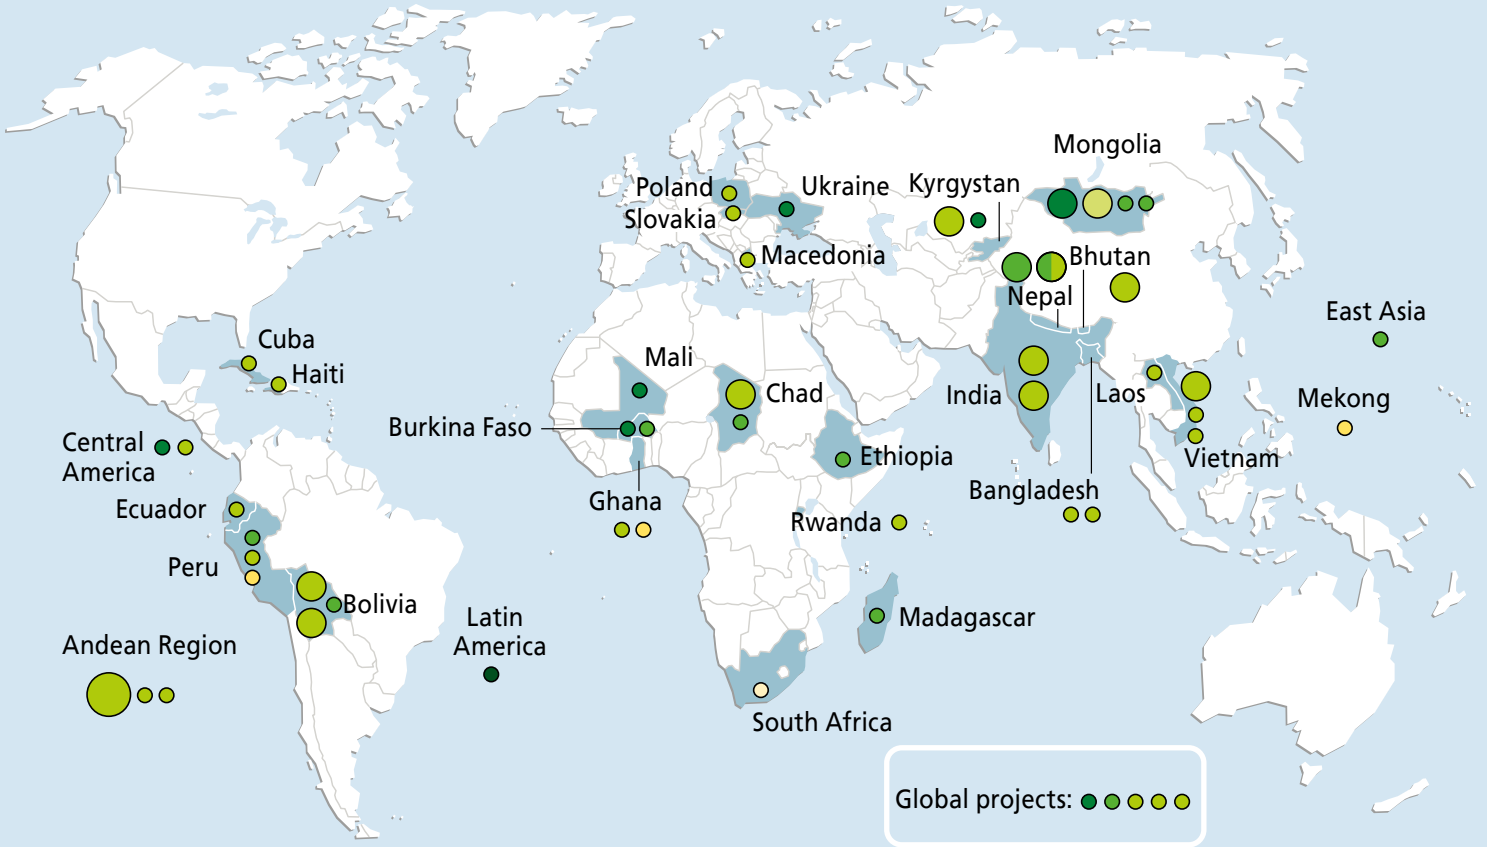 Mongolia
Poland
Ukraine
Kyrgystan
Slovakia
Macedonia
Bhutan
Nepal
East Asia
Cuba
Haiti
Mali
Chad
India
Laos
Mekong
Burkina Faso
Central
America
Ethiopia
Vietnam
Ghana
Bangladesh
Ecuador
Rwanda
Peru
Bolivia
Latin
America
Madagascar
Andean Region
South Africa
Global projects: